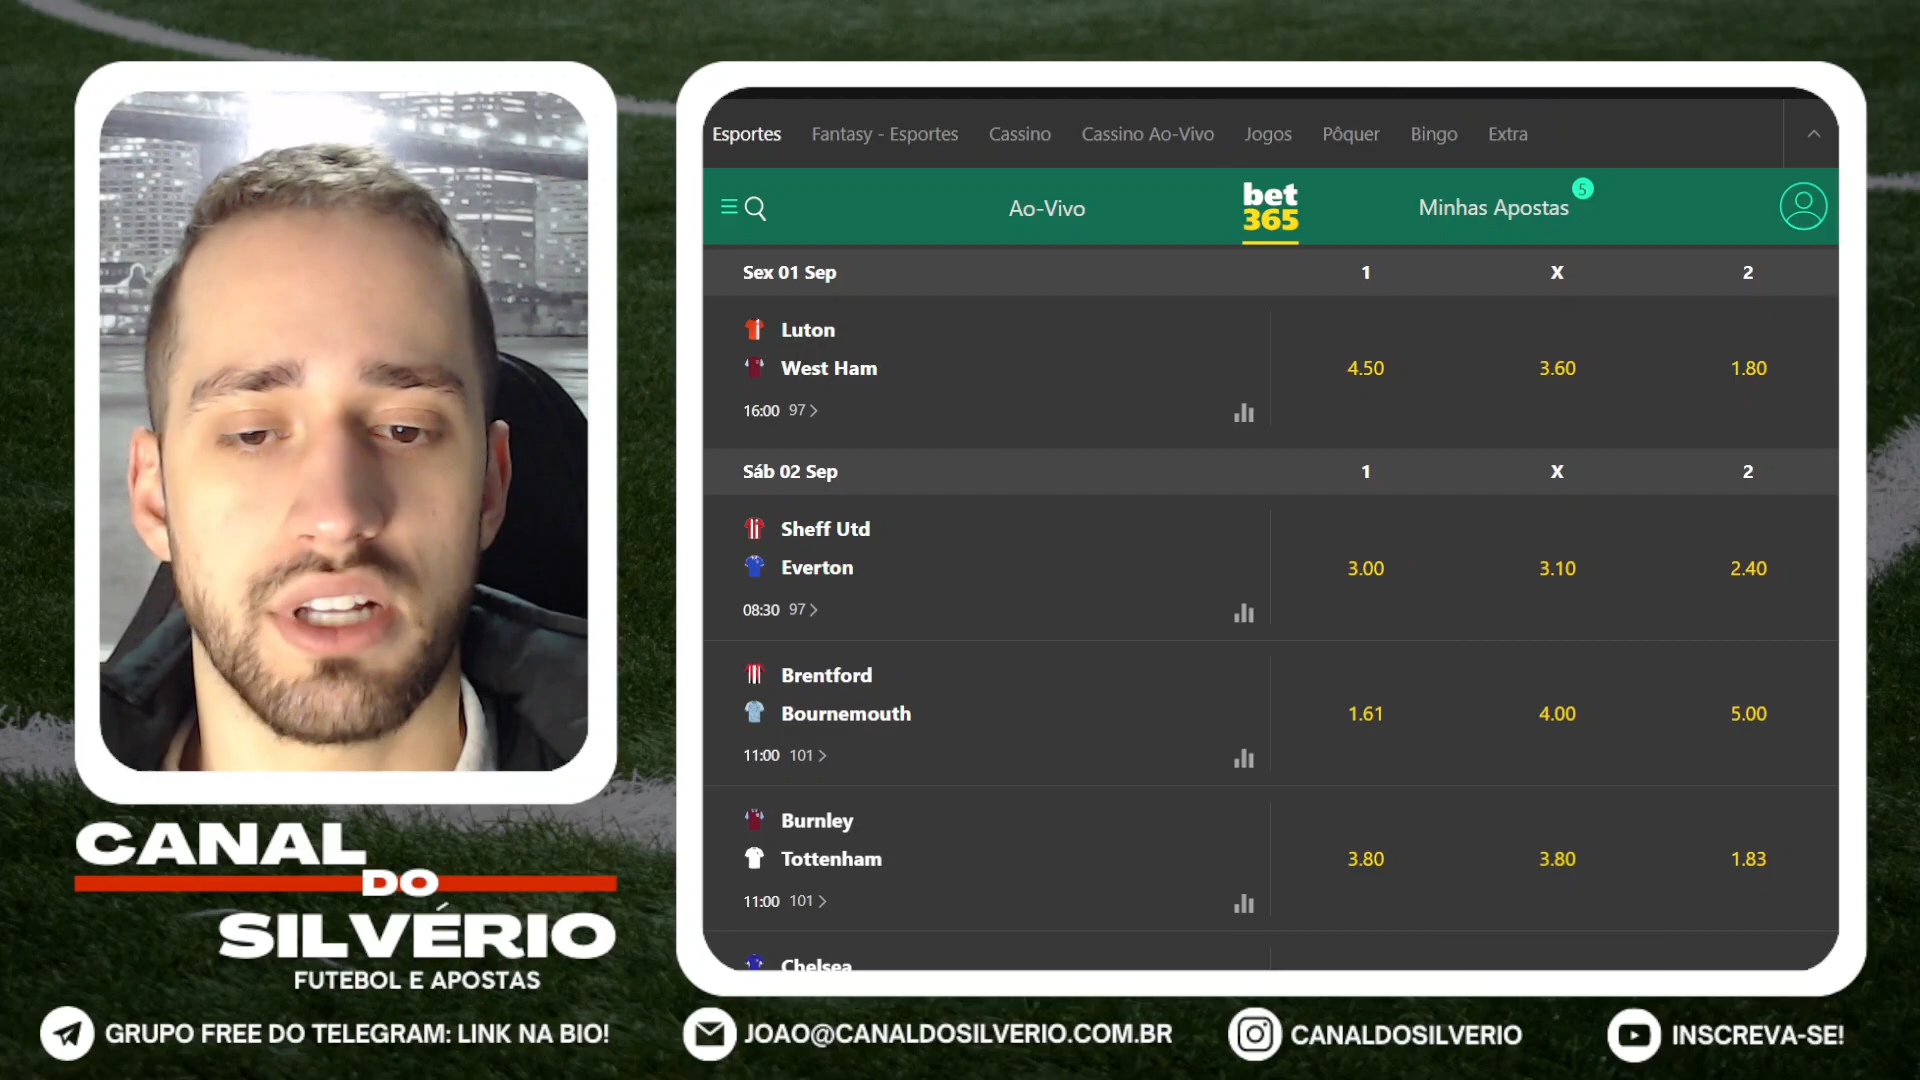 Esportes Fantasy - Esportes Cassino Cassino Ao-Vivo Jogos Pôquer Bingo Extra
Ao-Vivo bet 365 Minhas Apostas 5
Sex 01 Sep 1 X 2
Luton
West Ham 4.50 3.60 1.80
16:00 97
Sáb 02 Sep 1 X 2
Sheff Utd
Everton 3.00 3.10 2.40
08:30 97
Brentford
Bournemouth 1.61 4.00 5.00
11:00 101
Burnley
Tottenham 3.80 3.80 1.83
11:00 101
Chelsea
CANAL
DO
SILVÉRIO
FUTEBOL E APOSTAS
GRUPO FREE DO TELEGRAM: LINK NA BIO! JOAO@CANALDOSILVERIO.COM.BR CANALDOSILVERIO INSCREVA-SE!